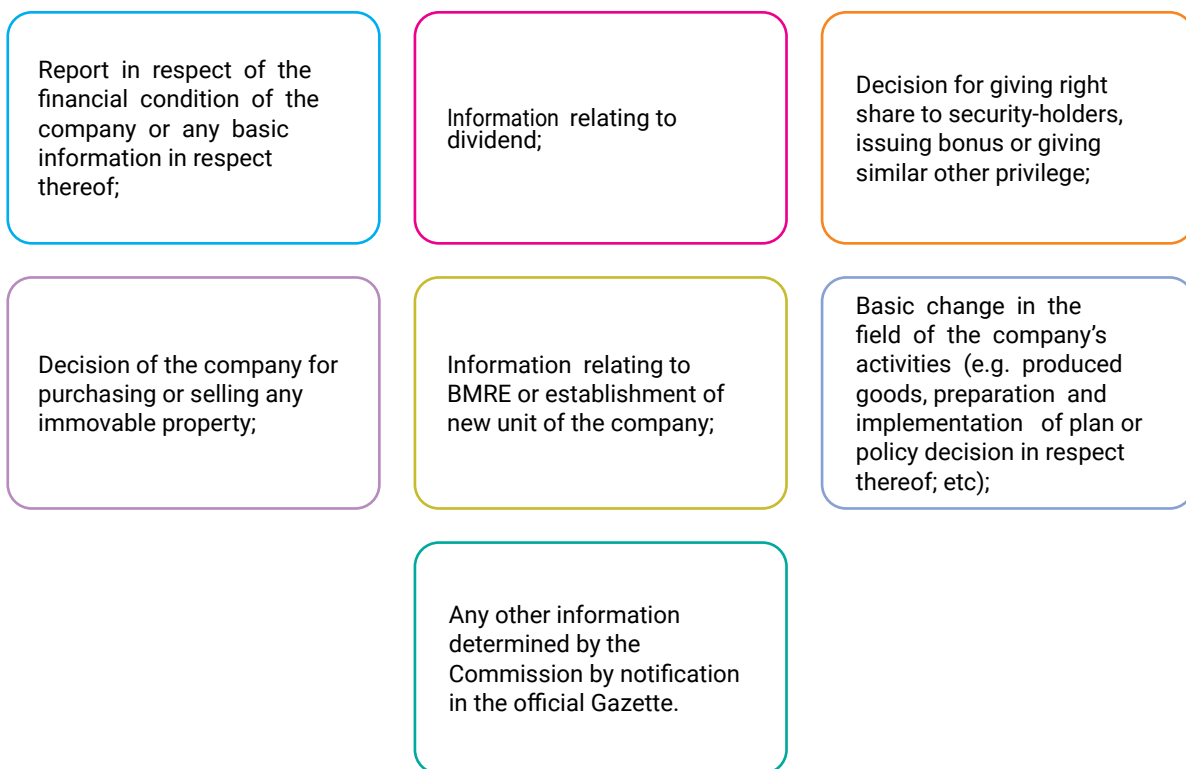 Report in respect of the
financial condition of the
company or any basic
information in respect
thereof;
Information relating to
dividend;
Decision for giving right
share to security-holders,
issuing bonus or giving
similar other privilege;
Decision of the company for
purchasing or selling any
immovable property;
Information relating to
BMRE or establishment of
new unit of the company;
Basic change in the
field of the company’s
activities (e.g. produced
goods, preparation and
implementation of plan or
policy decision in respect
thereof; etc);
Any other information
determined by the
Commission by notification
in the official Gazette.